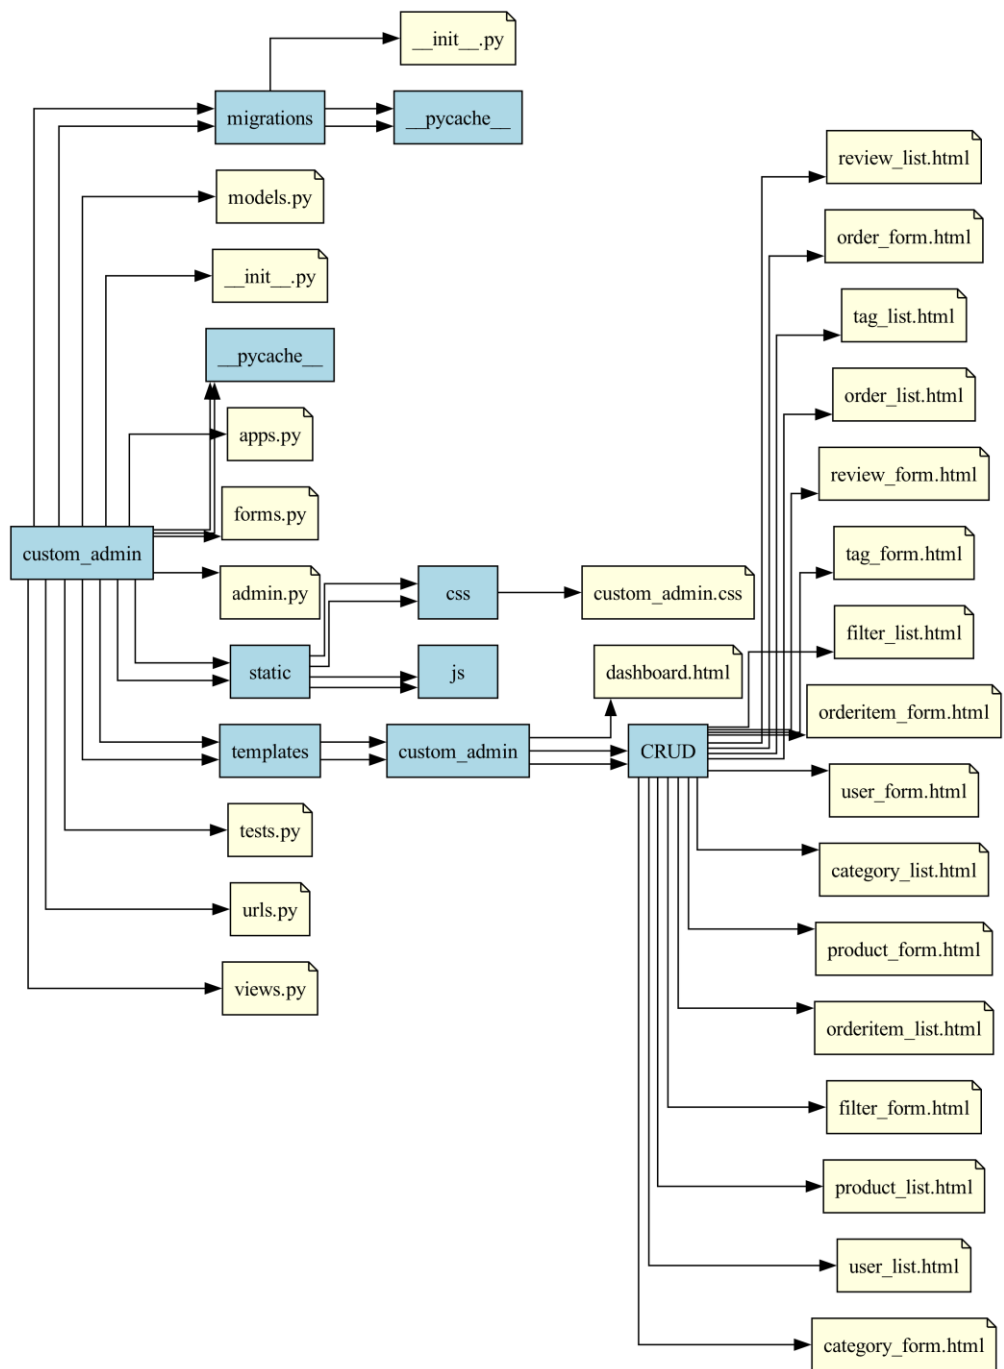 __init__.py
migrations
__pycache__
review_list.html
models.py
order_form.html
__init__.py
tag_list.html
__pycache__
order_list.html
apps.py
review_form.html
forms.py
custom_admin
tag_form.html
admin.py
css
custom_admin.css
filter_list.html
static
js
dashboard.html
orderitem_form.html
templates
custom_admin
CRUD
user_form.html
tests.py
category_list.html
urls.py
product_form.html
views.py
orderitem_list.html
filter_form.html
product_list.html
user_list.html
category_form.html